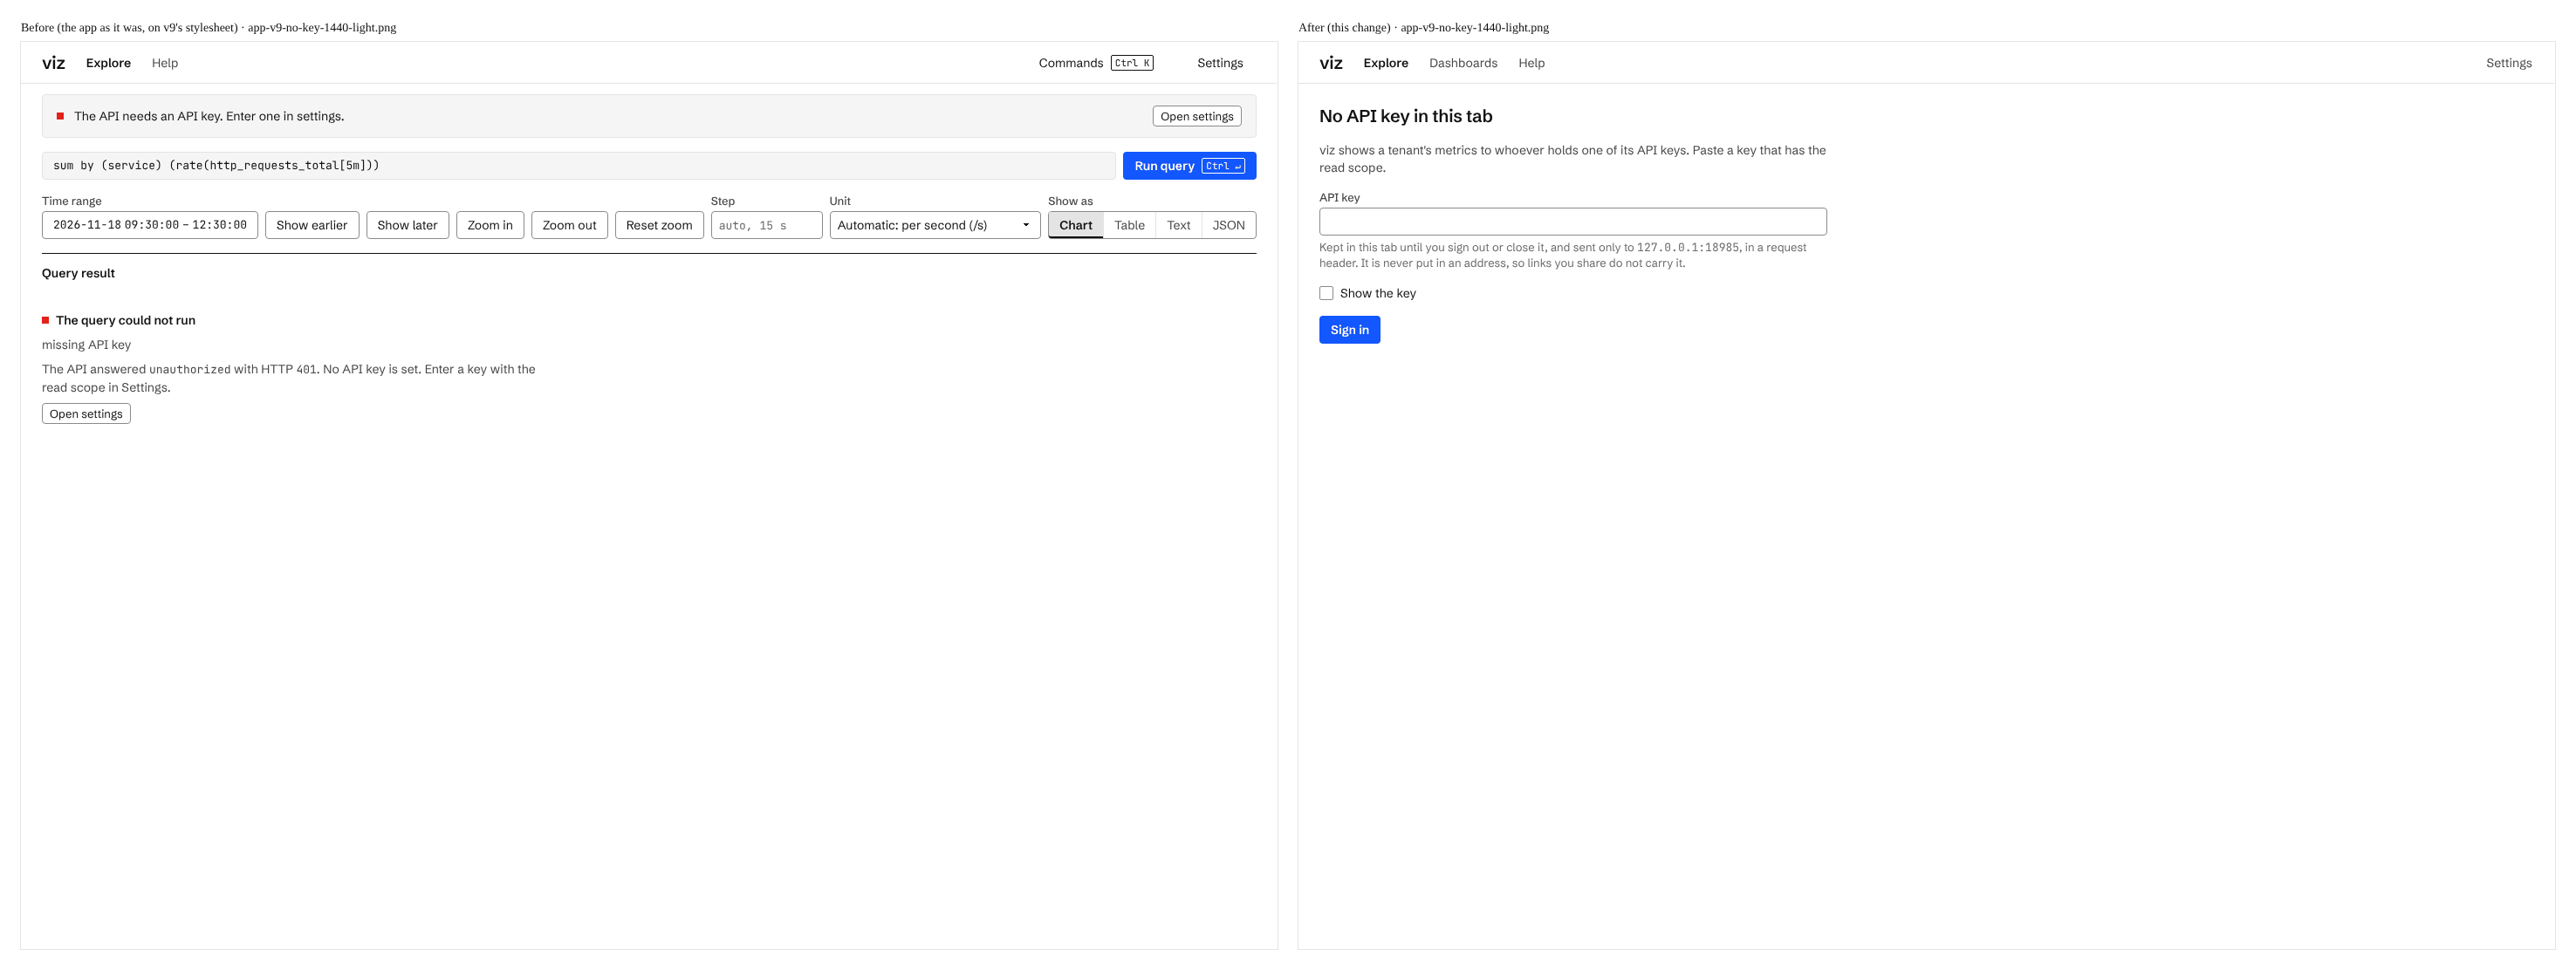 Before (the app as it was, on v9's stylesheet) · app-v9-no-key-1440-light.png
viz Explore Help Commands Ctrl K Settings
The API needs an API key. Enter one in settings. Open settings
sum by (service) (rate(http_requests_total[5m])) Run query Ctrl ↵
Time range Step Unit Show as
2026-11-18 09:30:00 – 12:30:00 Show earlier Show later Zoom in Zoom out Reset zoom auto, 15 s Automatic: per second (/s) Chart Table Text JSON
Query result
The query could not run
missing API key
The API answered unauthorized with HTTP 401. No API key is set. Enter a key with the
read scope in Settings.
Open settings
After (this change) · app-v9-no-key-1440-light.png
viz Explore Dashboards Help Settings
No API key in this tab
viz shows a tenant's metrics to whoever holds one of its API keys. Paste a key that has the
read scope.
API key
Kept in this tab until you sign out or close it, and sent only to 127.0.0.1:18985, in a request
header. It is never put in an address, so links you share do not carry it.
Show the key
Sign in